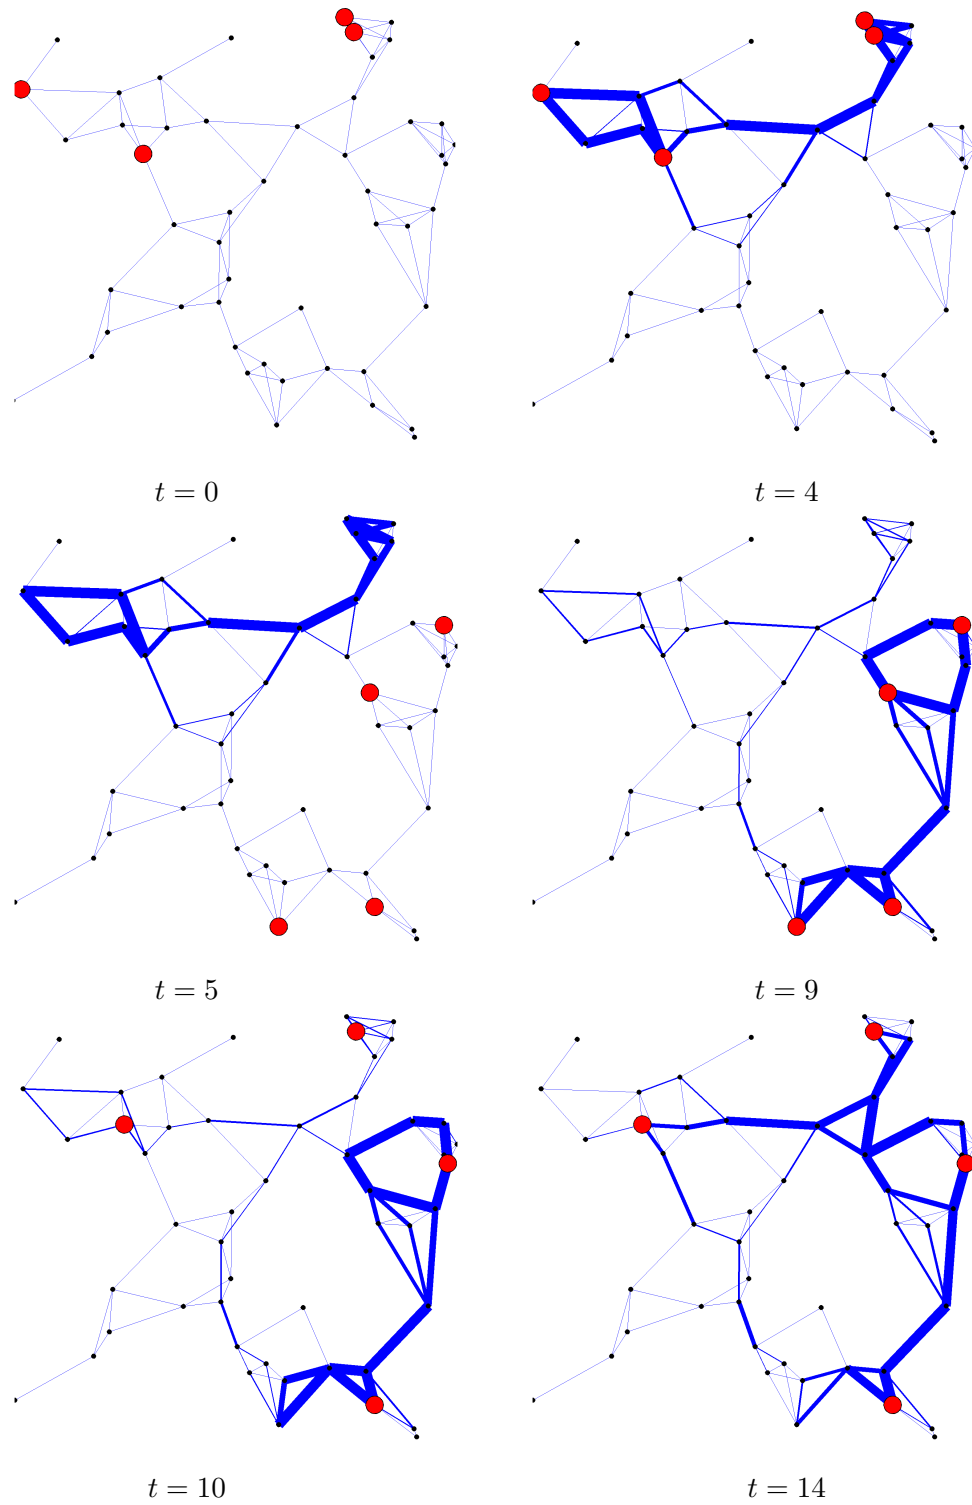 t = 0
t = 4
t = 5
t = 9
t = 10
t = 14